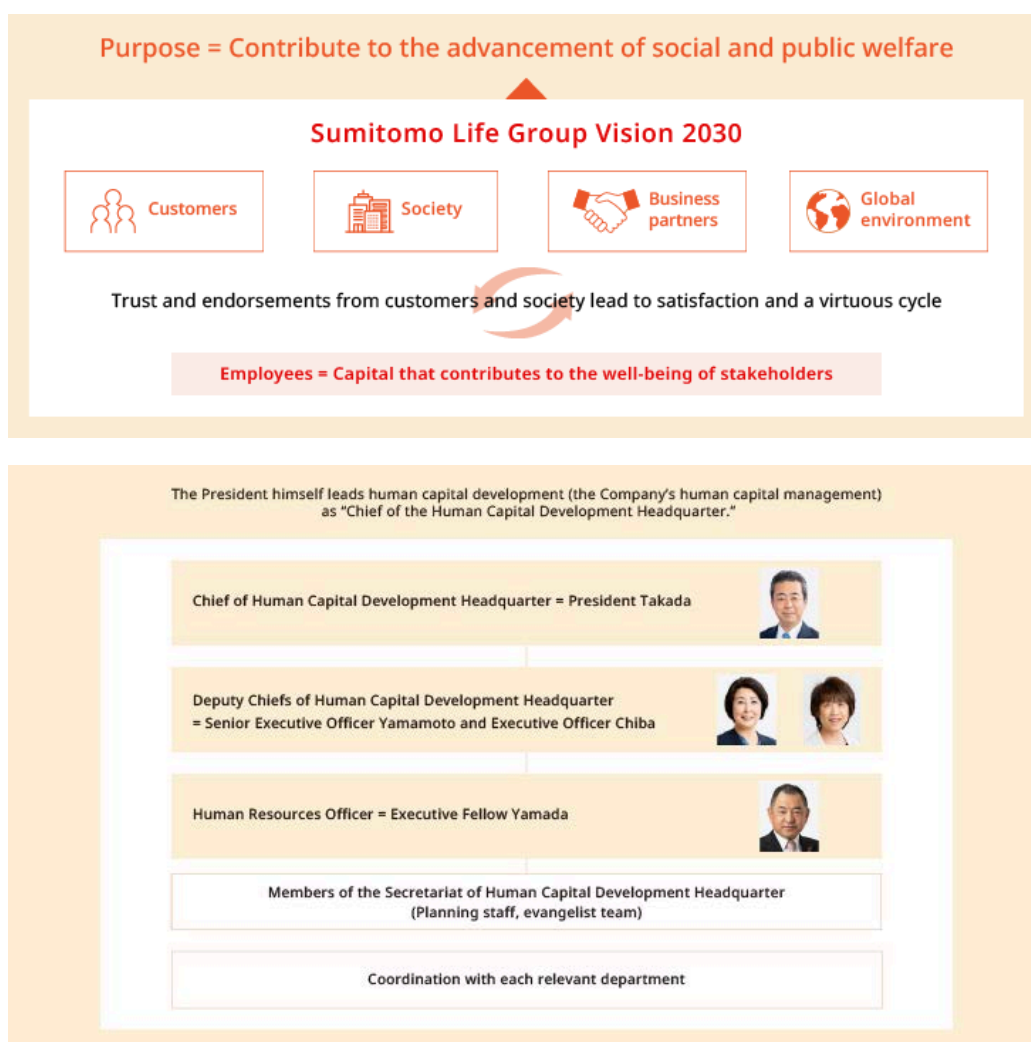 Purpose = Contribute to the advancement of social and public welfare
Sumitomo Life Group Vision 2030
Customers
Society
Business
partners
Global
environment
Trust and endorsements from customers and society lead to satisfaction and a virtuous cycle
Employees = Capital that contributes to the well-being of stakeholders
The President himself leads human capital development (the Company’s human capital management)
as “Chief of the Human Capital Development Headquarter.”
Chief of Human Capital Development Headquarter = President Takada
Deputy Chiefs of Human Capital Development Headquarter
= Senior Executive Officer Yamamoto and Executive Officer Chiba
Human Resources Officer = Executive Fellow Yamada
Members of the Secretariat of Human Capital Development Headquarter
(Planning staff, evangelist team)
Coordination with each relevant department